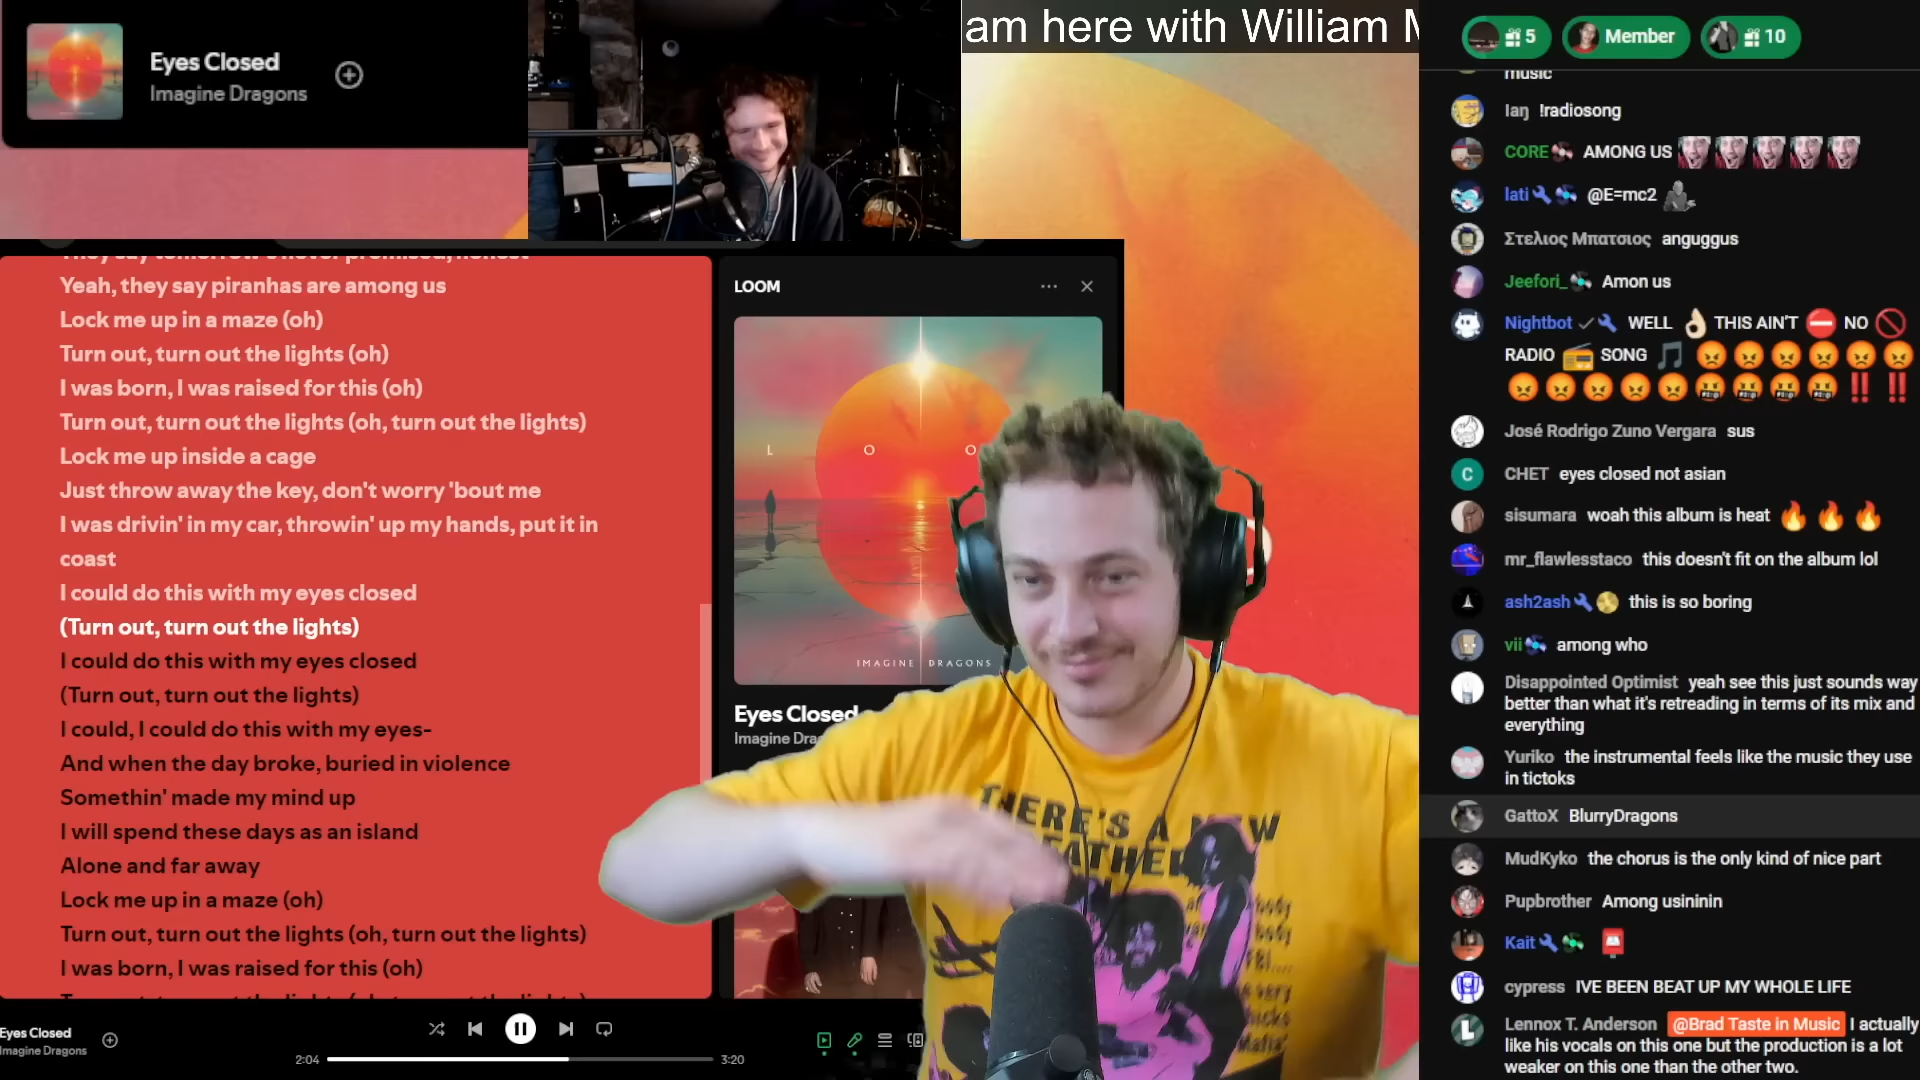 Eyes Closed
Imagine Dragons
am here with William M
They say tomorrow's never promised, honest
Yeah, they say piranhas are among us
Lock me up in a maze (oh)
Turn out, turn out the lights (oh)
I was born, I was raised for this (oh)
Turn out, turn out the lights (oh, turn out the lights)
Lock me up inside a cage
Just throw away the key, don't worry 'bout me
I was drivin' in my car, throwin' up my hands, put it in
coast
I could do this with my eyes closed
(Turn out, turn out the lights)
I could do this with my eyes closed
(Turn out, turn out the lights)
I could, I could do this with my eyes-
And when the day broke, buried in violence
Somethin' made my mind up
I will spend these days as an island
Alone and far away
Lock me up in a maze (oh)
Turn out, turn out the lights (oh, turn out the lights)
I was born, I was raised for this (oh)
LOOM
L O O
IMAGINE DRAGONS
Eyes Closed
Imagine Dra
THERE'S A NEW
FATHER
Eyes Closed
Imagine Dragons
2:04
3:20
5
Member
10
music
Iaŋ !radiosong
CORE AMONG US
lati @E=mc2
Στελιος Μπατσιος anguggus
Jeefori_ Amon us
Nightbot WELL 👌 THIS AIN'T ⛔ NO 🚫
RADIO 📻 SONG 🎵 😡 😡 😡 😡 😡 😡
😡 😡 😡 😡 😡 🤬 🤬 🤬 🤬 ‼️ ‼️
José Rodrigo Zuno Vergara sus
C
CHET eyes closed not asian
sisumara woah this album is heat 🔥 🔥 🔥
mr_flawlesstaco this doesn't fit on the album lol
ash2ash this is so boring
vii among who
Disappointed Optimist yeah see this just sounds way
better than what it's retreading in terms of its mix and
everything
Yuriko the instrumental feels like the music they use
in tictoks
GattoX BlurryDragons
MudKyko the chorus is the only kind of nice part
Pupbrother Among usininin
Kait
cypress IVE BEEN BEAT UP MY WHOLE LIFE
Lennox T. Anderson @Brad Taste in Music I actually
like his vocals on this one but the production is a lot
weaker on this one than the other two.